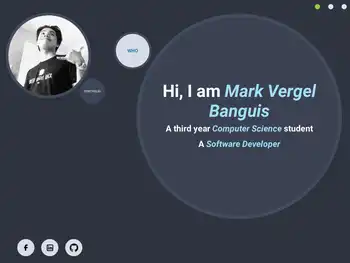 WHO
PORTFOLIO
Hi, I am Mark Vergel
Banguis
A third year Computer Science student
A Software Developer